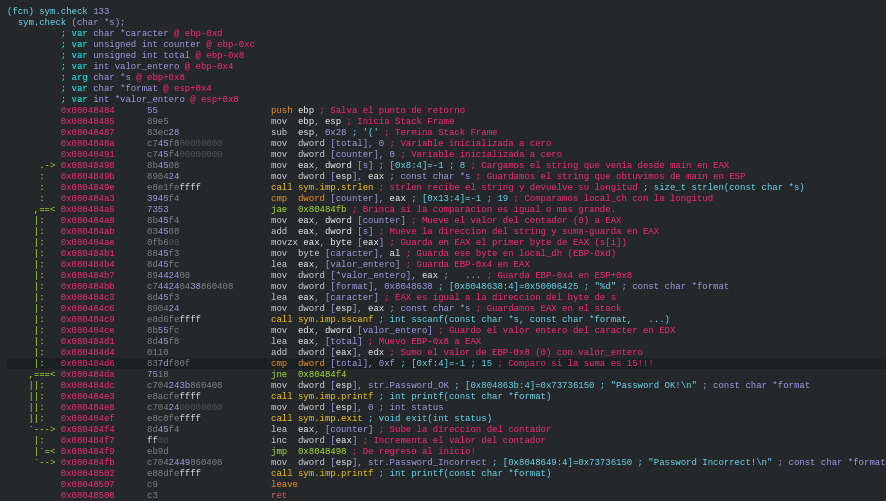 (fcn) sym.check 133
sym.check (char *s);
; var char *caracter @ ebp-0xd
; var unsigned int counter @ ebp-0xc
; var unsigned int total @ ebp-0x8
; var int valor_entero @ ebp-0x4
; arg char *s @ ebp+0x8
; var char *format @ esp+0x4
; var int *valor_entero @ esp+0x8
0x08048484 55 push ebp ; Salva el punto de retorno
0x08048485 89e5 mov ebp, esp ; Inicia Stack Frame
0x08048487 83ec28 sub esp, 0x28 ; '(' ; Termina Stack Frame
0x0804848a c745f800000000 mov dword [total], 0 ; Variable inicializada a cero
0x08048491 c745f400000000 mov dword [counter], 0 ; Variable inicializada a cero
.-> 0x08048498 8b4508 mov eax, dword [s] ; [0x8:4]=-1 ; 8 ; Cargamos el string que venia desde main en EAX
: 0x0804849b 890424 mov dword [esp], eax ; const char *s ; Guardamos el string que obtuvimos de main en ESP
: 0x0804849e e8e1feffff call sym.imp.strlen ; strlen recibe el string y devuelve su longitud ; size_t strlen(const char *s)
: 0x080484a3 3945f4 cmp dword [counter], eax ; [0x13:4]=-1 ; 19 ; Comparamos local_ch con la longitud
,==< 0x080484a6 7353 jae 0x80484fb ; Brinca si la comparacion es igual o mas grande.
|: 0x080484a8 8b45f4 mov eax, dword [counter] ; Mueve el valor del contador (0) a EAX
|: 0x080484ab 034508 add eax, dword [s] ; Mueve la direccion del string y suma-guarda en EAX
|: 0x080484ae 0fb600 movzx eax, byte [eax] ; Guarda en EAX el primer byte de EAX (s[i])
|: 0x080484b1 8845f3 mov byte [caracter], al ; Guarda ese byte en local_dh (EBP-0xd)
|: 0x080484b4 8d45fc lea eax, [valor_entero] ; Guarda EBP-0x4 en EAX
|: 0x080484b7 89442408 mov dword [*valor_entero], eax ; ... ; Guarda EBP-0x4 en ESP+0x8
|: 0x080484bb c744240438860408 mov dword [format], 0x8048638 ; [0x8048638:4]=0x50006425 ; "%d" ; const char *format
|: 0x080484c3 8d45f3 lea eax, [caracter] ; EAX es igual a la direccion del byte de s
|: 0x080484c6 890424 mov dword [esp], eax ; const char *s ; Guardamos EAX en el stack
|: 0x080484c9 e8d6feffff call sym.imp.sscanf ; int sscanf(const char *s, const char *format, ...)
|: 0x080484ce 8b55fc mov edx, dword [valor_entero] ; Guardo el valor entero del caracter en EDX
|: 0x080484d1 8d45f8 lea eax, [total] ; Muevo EBP-0x8 a EAX
|: 0x080484d4 0110 add dword [eax], edx ; Sumo el valor de EBP-0x8 (0) con valor_entero
|: 0x080484d6 837df80f cmp dword [total], 0xf ; [0xf:4]=-1 ; 15 ; Comparo si la suma es 15!!!
,===< 0x080484da 7518 jne 0x80484f4
||: 0x080484dc c704243b860408 mov dword [esp], str.Password_OK ; [0x804863b:4]=0x73736150 ; "Password OK!\n" ; const char *format
||: 0x080484e3 e8acfeffff call sym.imp.printf ; int printf(const char *format)
||: 0x080484e8 c7042400000000 mov dword [esp], 0 ; int status
||: 0x080484ef e8c0feffff call sym.imp.exit ; void exit(int status)
`---> 0x080484f4 8d45f4 lea eax, [counter] ; Sube la direccion del contador
|: 0x080484f7 ff00 inc dword [eax] ; Incrementa el valor del contador
|`=< 0x080484f9 eb9d jmp 0x8048498 ; De regreso al inicio!
`--> 0x080484fb c7042449860408 mov dword [esp], str.Password_Incorrect ; [0x8048649:4]=0x73736150 ; "Password Incorrect!\n" ; const char *format
0x08048502 e88dfeffff call sym.imp.printf ; int printf(const char *format)
0x08048507 c9 leave
0x08048508 c3 ret